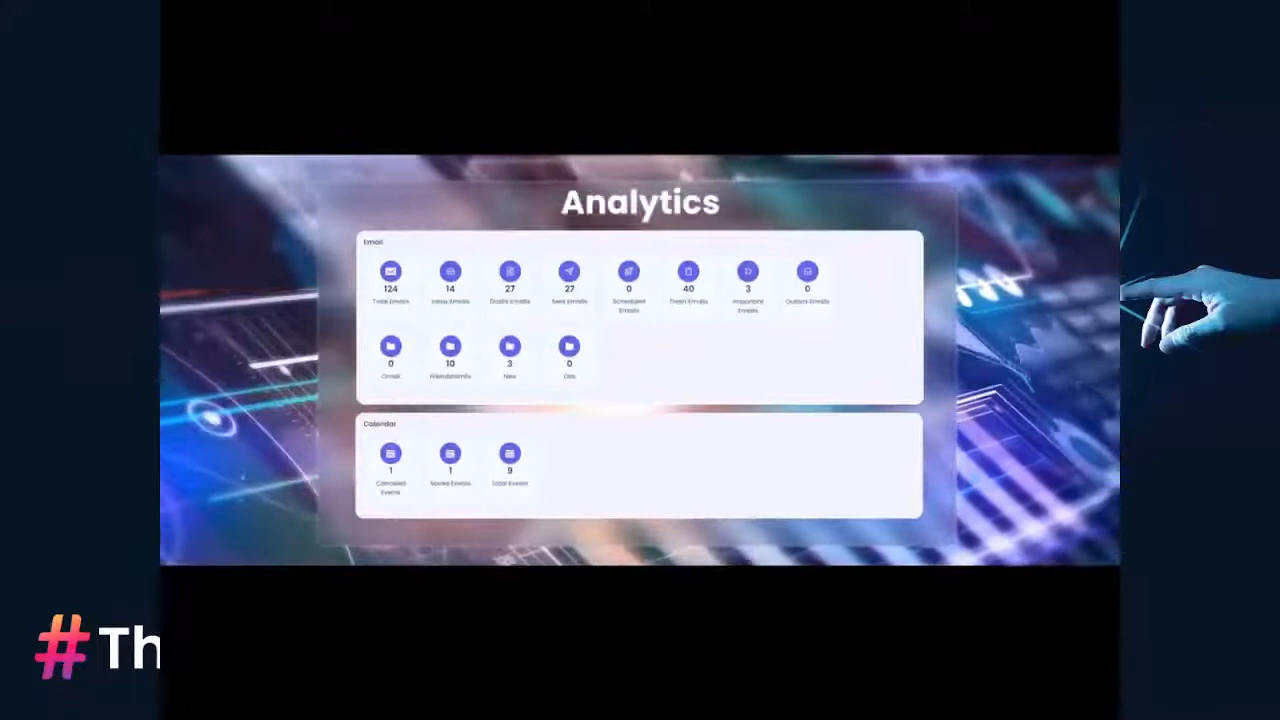 Analytics
Email
124 14 27 27 0 40 3 0
Total Emails Inbox Emails Drafts Emails Sent Emails Scheduled Emails Trash Emails Important Emails Outbox Emails
0 10 3 0
New
Calendar
1 1 9
Cancelled Events Total Events
#Th